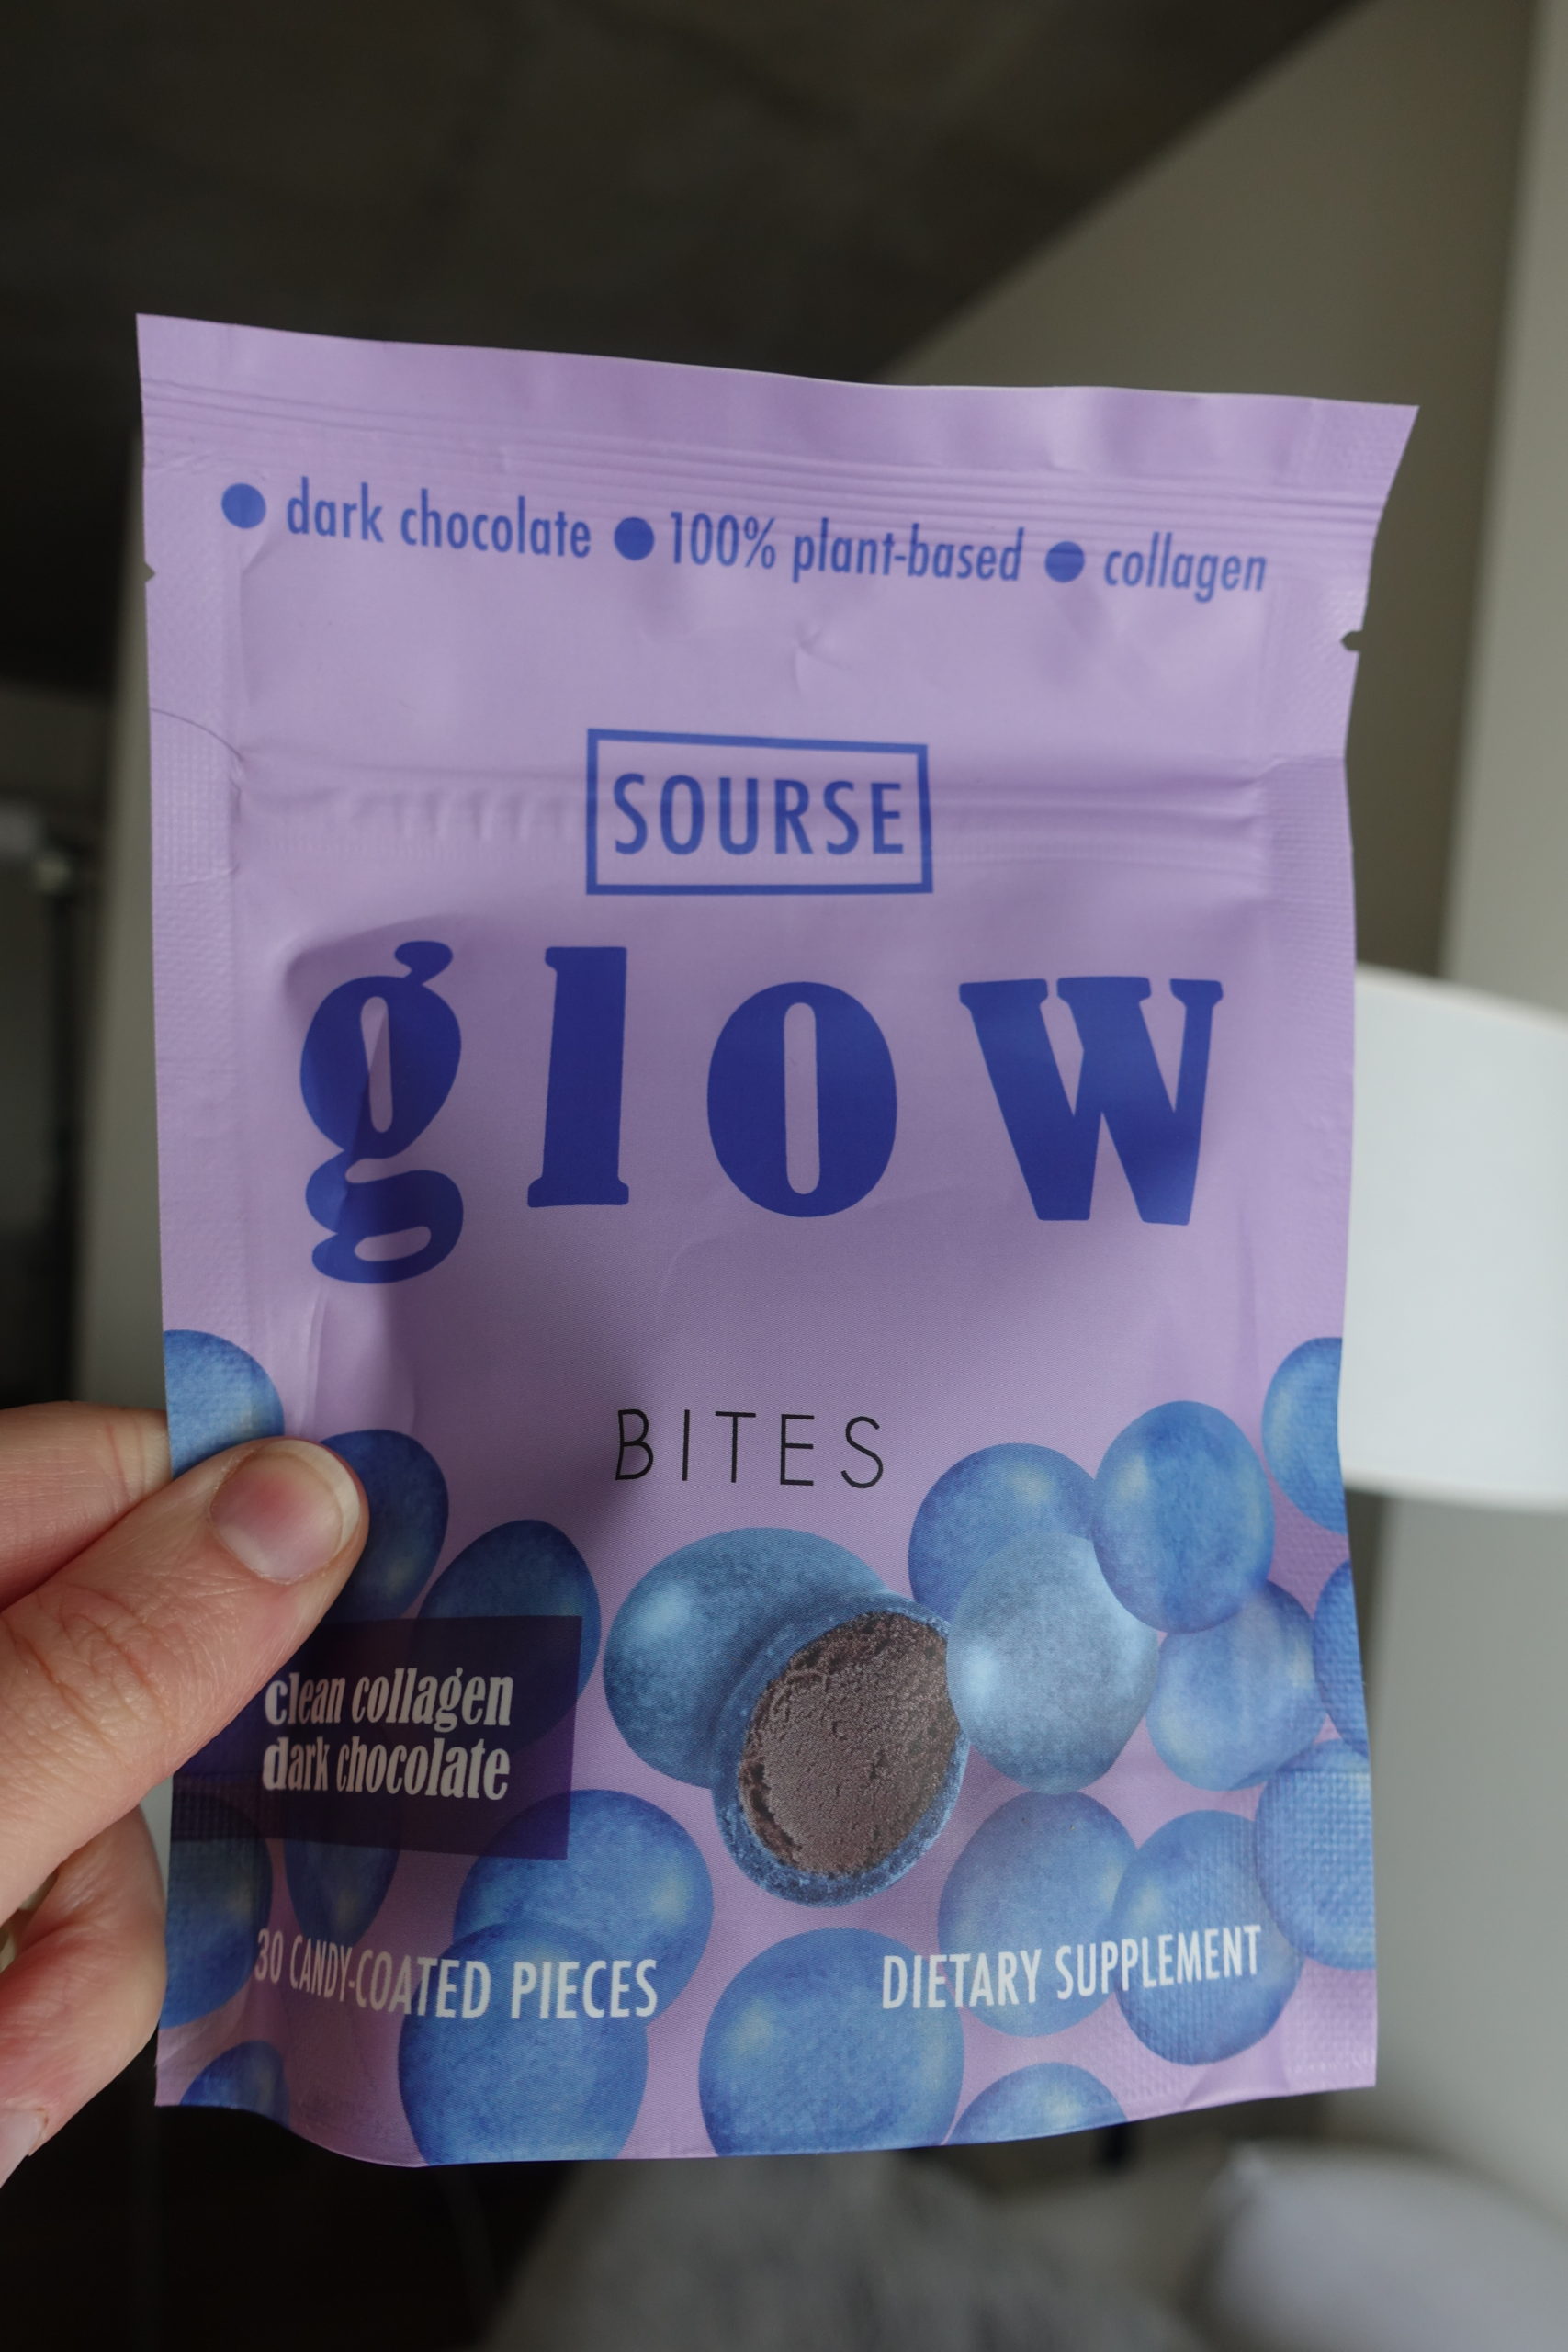 ● dark chocolate ● 100% plant-based ● collagen
SOURSE
glow
BITES
clean collagen
dark chocolate
30 CANDY-COATED PIECES
DIETARY SUPPLEMENT